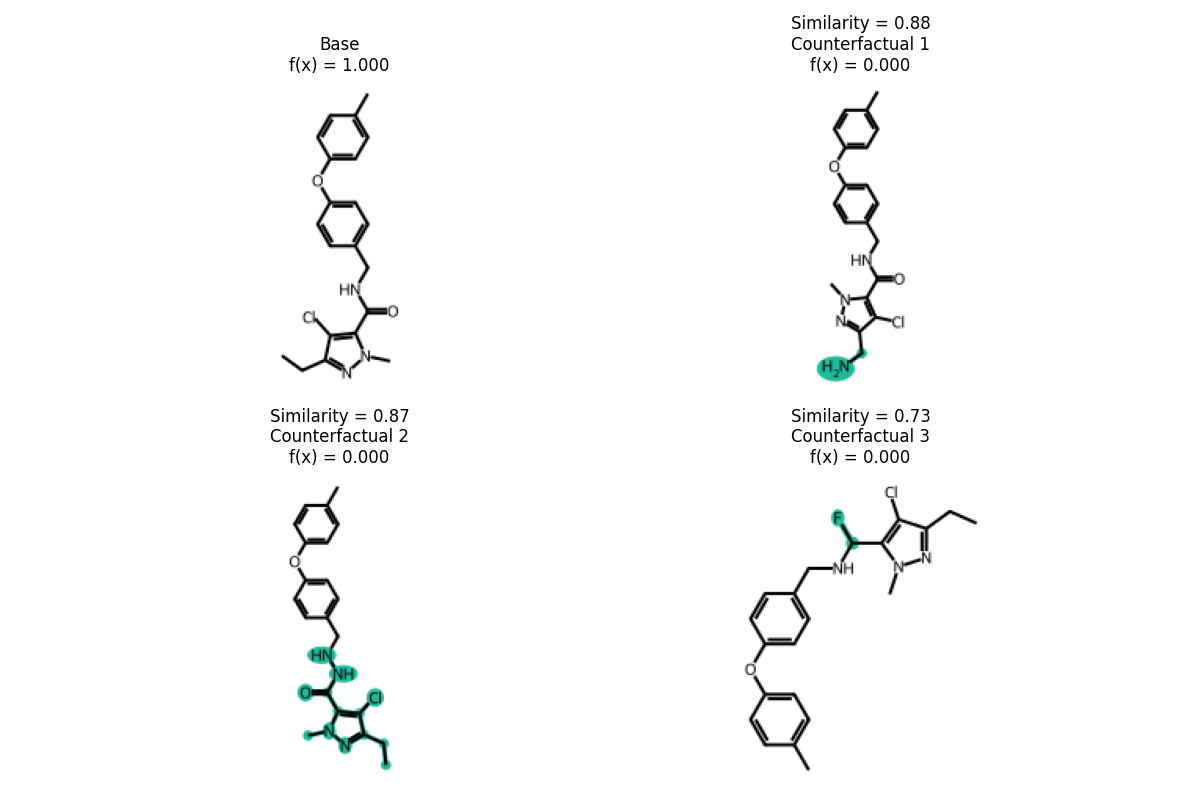 Base
f(x) = 1.000
O
HN
Cl
O
N
N
Similarity = 0.88
Counterfactual 1
f(x) = 0.000
O
HN
O
N
N
Cl
H2N
Similarity = 0.87
Counterfactual 2
f(x) = 0.000
O
HN
NH
O
Cl
N
N
Similarity = 0.73
Counterfactual 3
f(x) = 0.000
Cl
F
N
NH
N
O